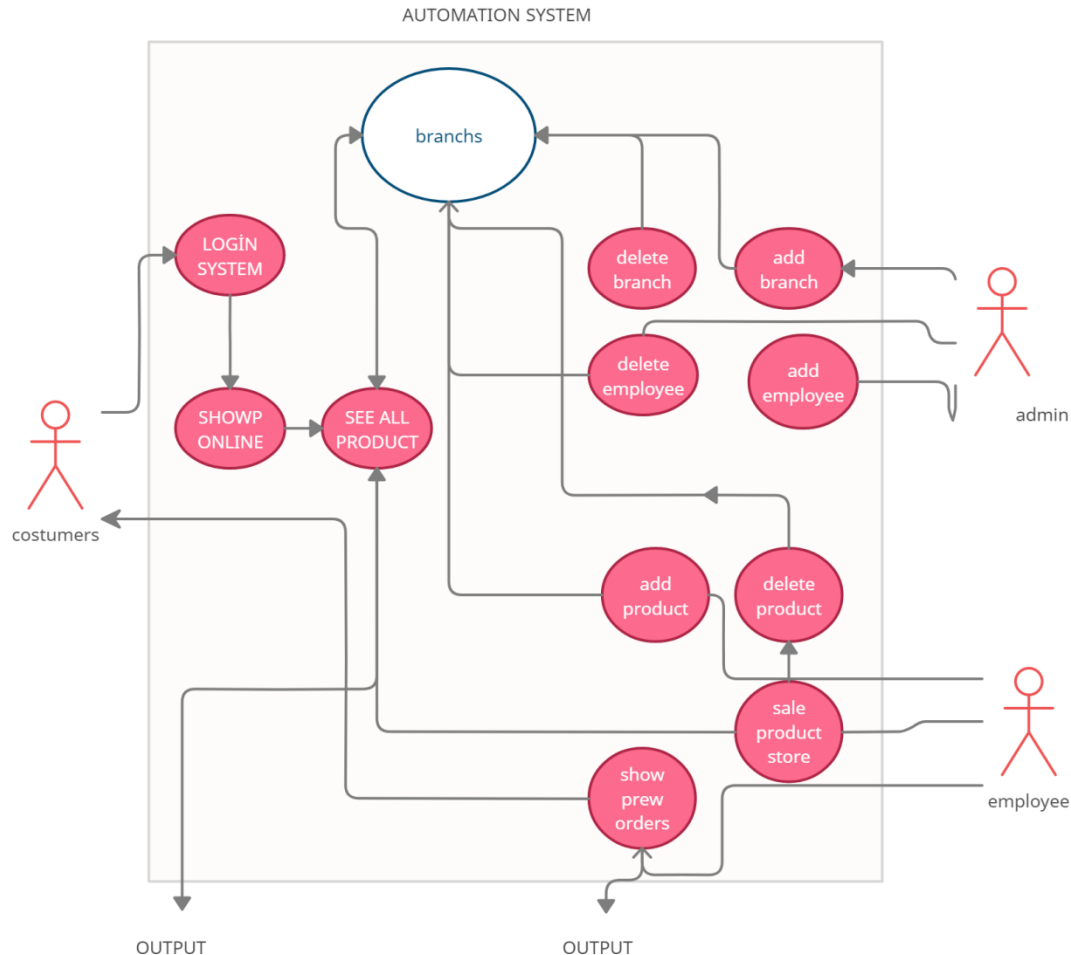 AUTOMATION SYSTEM
branchs
LOGİN
SYSTEM
delete
branch
add
branch
delete
employee
add
employee
SHOWP
ONLINE
SEE ALL
PRODUCT
admin
costumers
add
product
delete
product
sale
product
store
show
prew
orders
employee
OUTPUT
OUTPUT